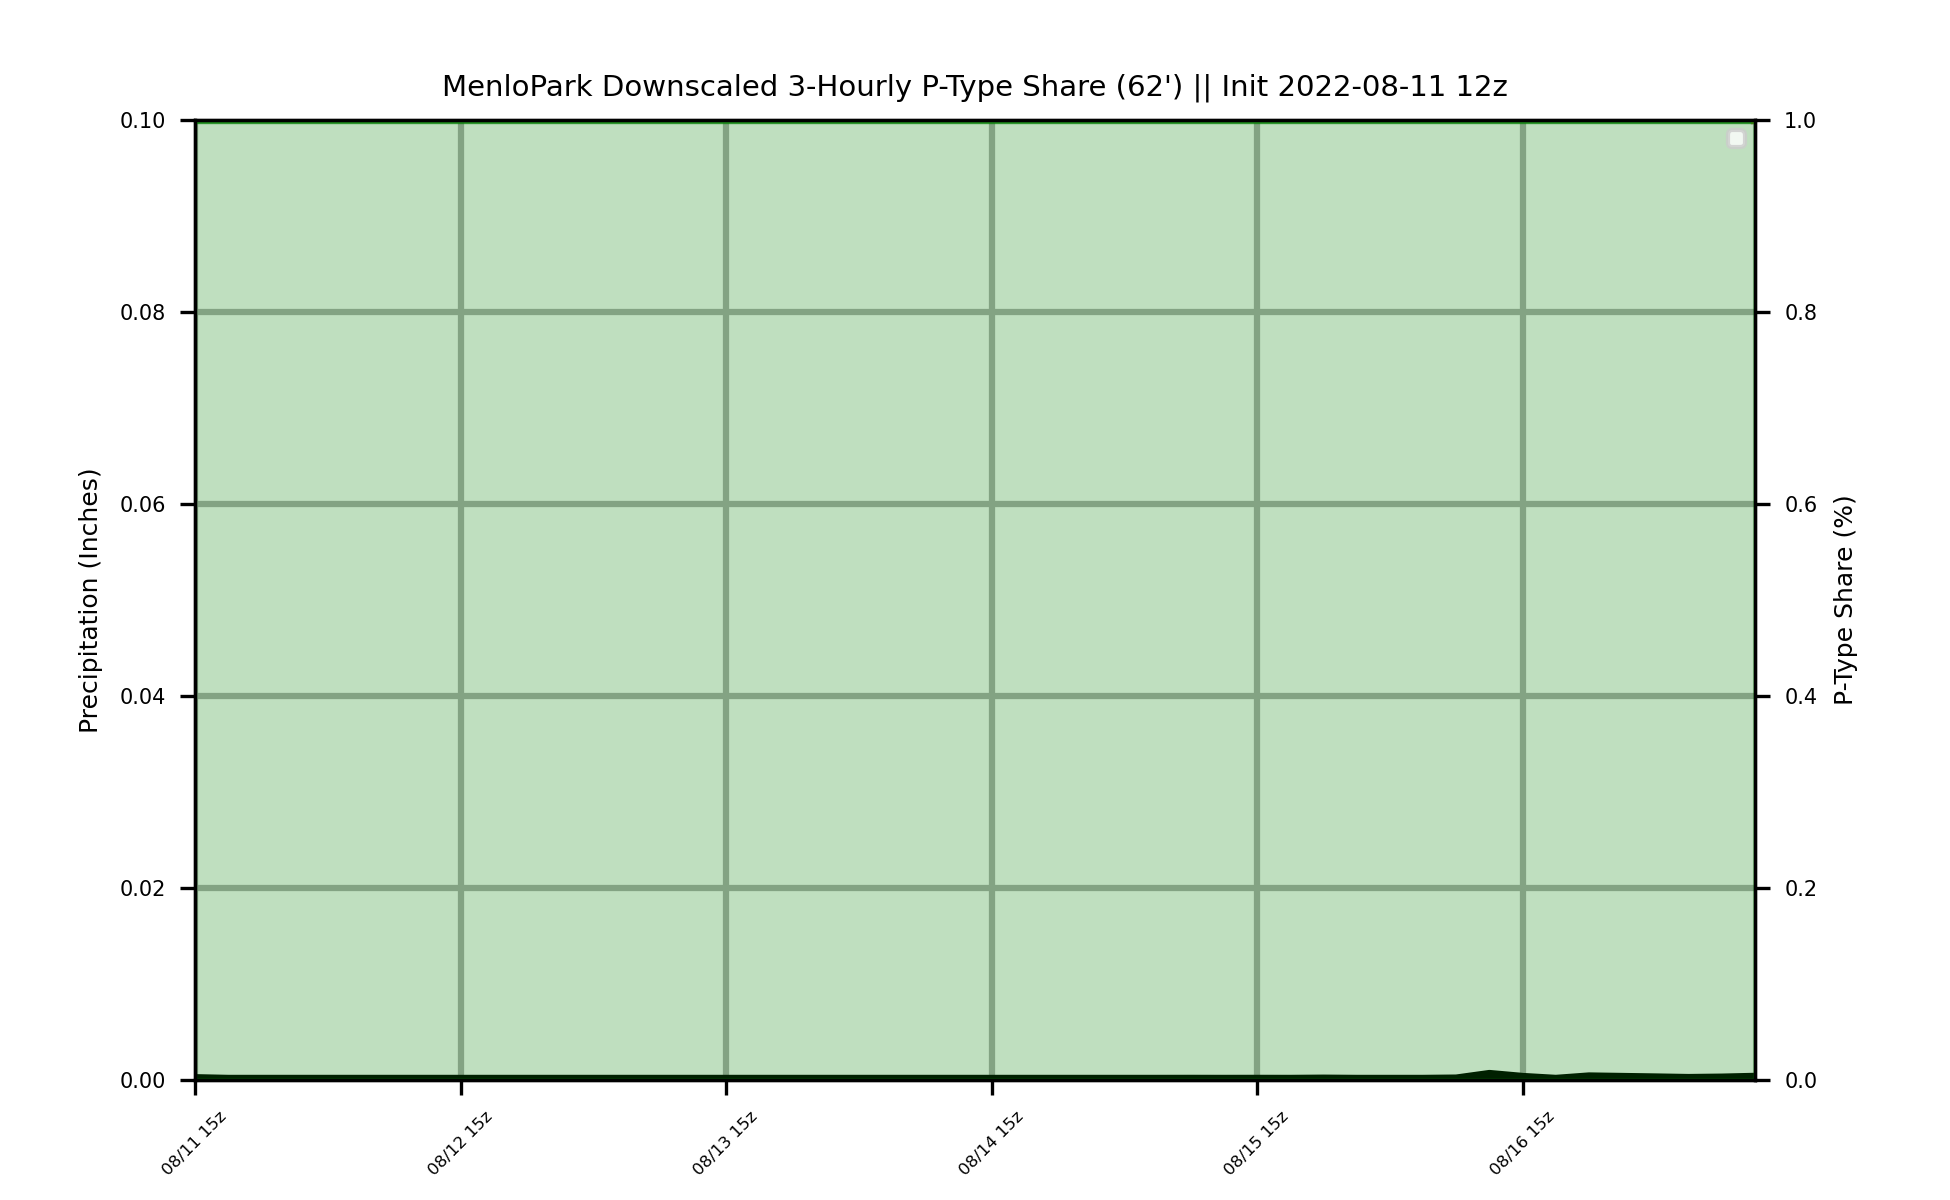 MenloPark Downscaled 3-Hourly P-Type Share (62') || Init 2022-08-11 12z
Precipitation (Inches)
0.10
0.08
0.06
0.04
0.02
0.00
1.0
0.8
0.6
0.4
0.2
0.0
P-Type Share (%)
08/11 15z
08/12 15z
08/13 15z
08/14 15z
08/15 15z
08/16 15z